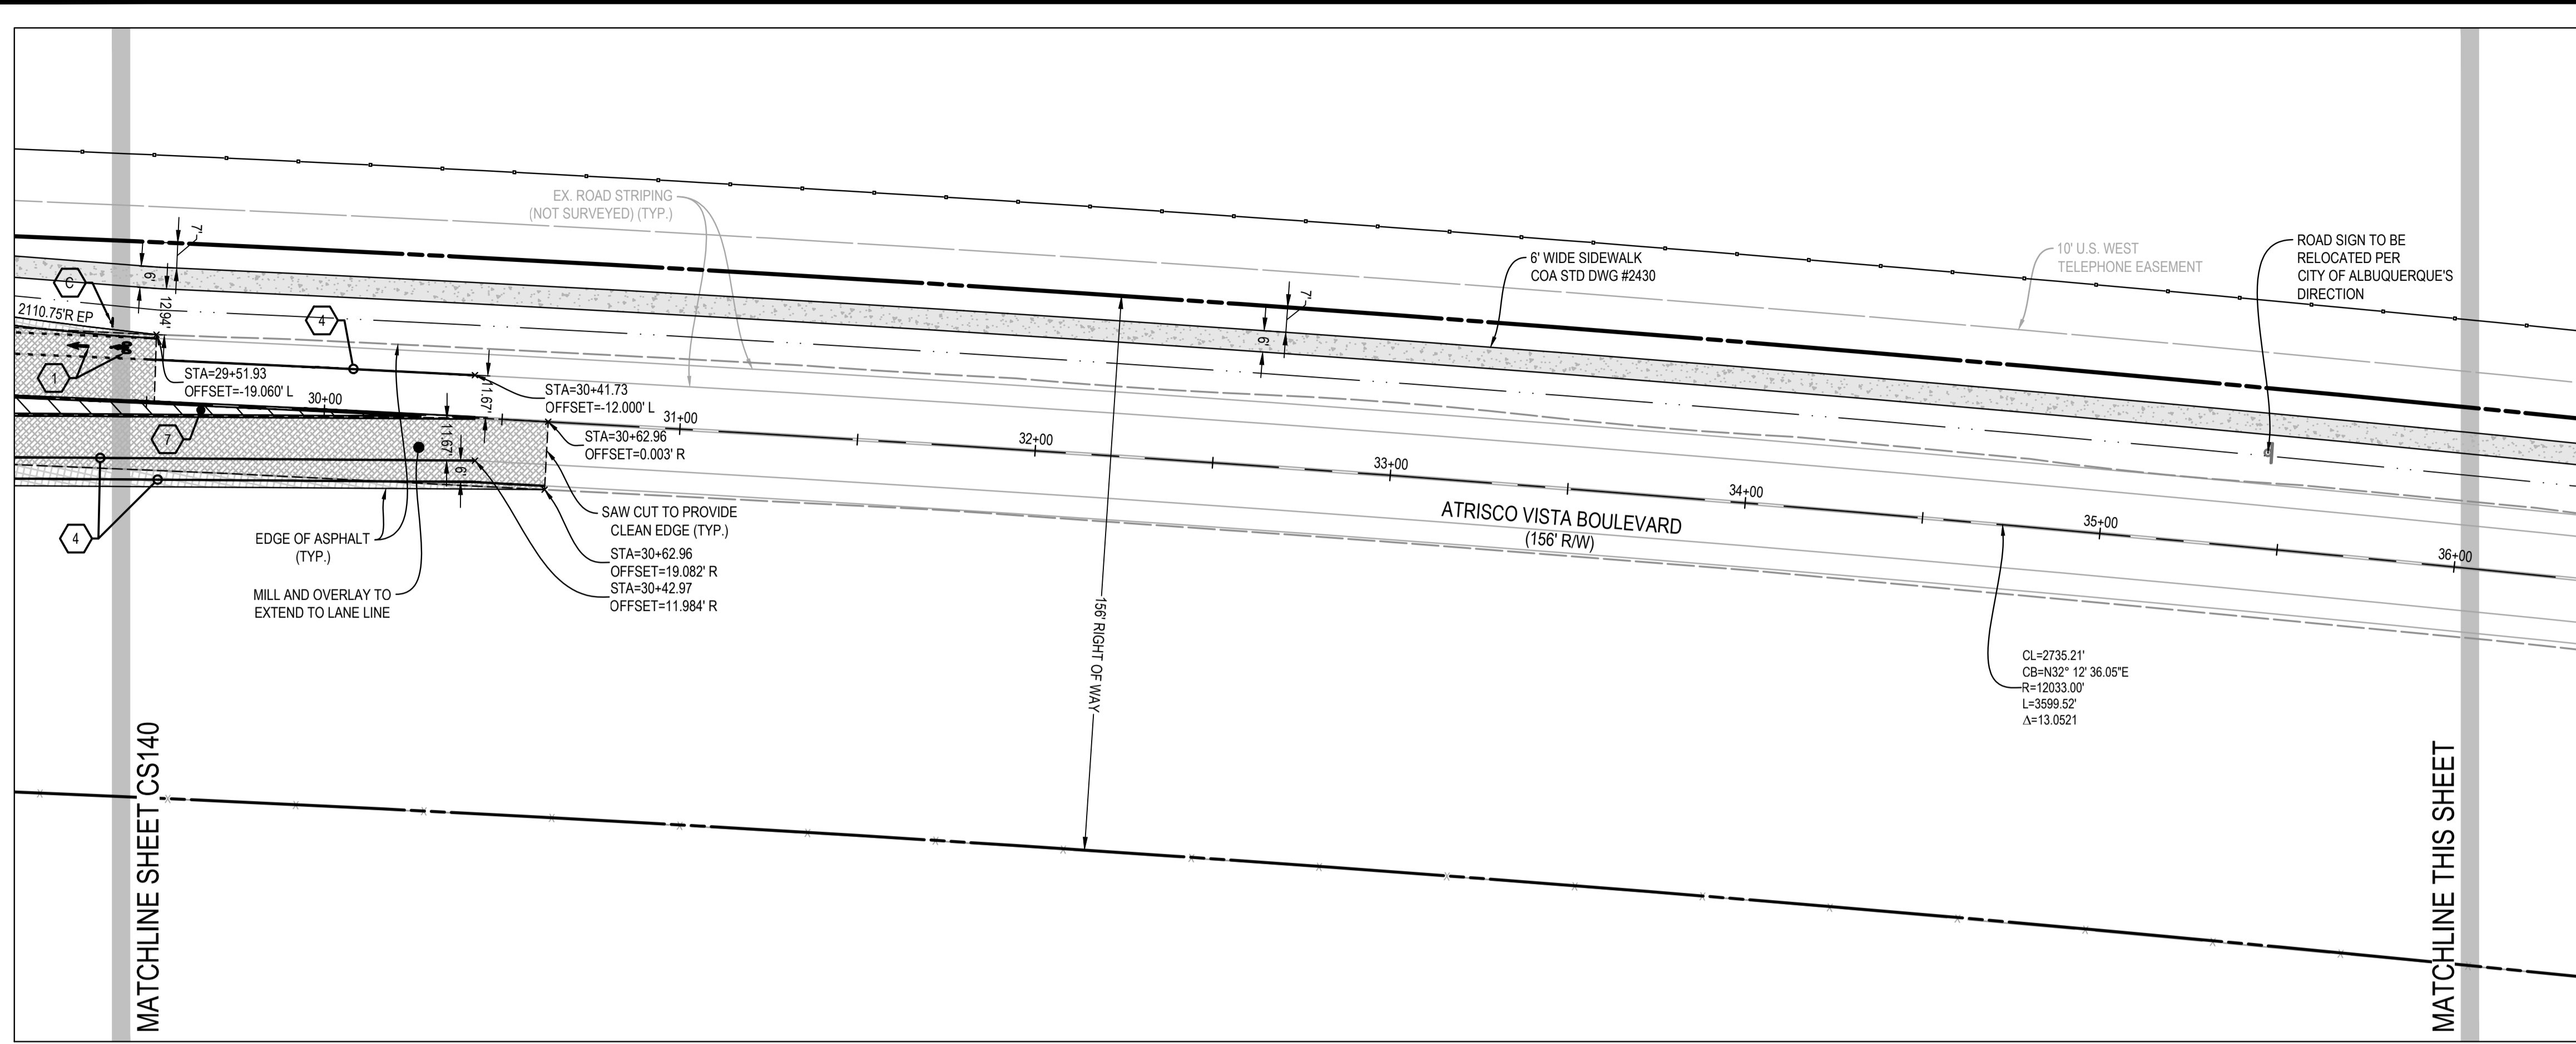 EX. ROAD STRIPING
(NOT SURVEYED) (TYP.)
7'
6'
12.94'
C
2110.75'R EP
4
1
STA=29+51.93
OFFSET=-19.060' L
30+00
7
11.67'
STA=30+41.73
OFFSET=-12.000' L
31+00
STA=30+62.96
OFFSET=0.003' R
11.67'
6'
4
EDGE OF ASPHALT
(TYP.)
MILL AND OVERLAY TO
EXTEND TO LANE LINE
SAW CUT TO PROVIDE
CLEAN EDGE (TYP.)
STA=30+62.96
OFFSET=19.082' R
STA=30+42.97
OFFSET=11.984' R
32+00
7'
6'
6' WIDE SIDEWALK
COA STD DWG #2430
10' U.S. WEST
TELEPHONE EASEMENT
ROAD SIGN TO BE
RELOCATED PER
CITY OF ALBUQUERQUE'S
DIRECTION
33+00
34+00
35+00
36+00
ATRISCO VISTA BOULEVARD
(156' R/W)
156' RIGHT OF WAY
CL=2735.21'
CB=N32° 12' 36.05"E
R=12033.00'
L=3599.52'
Δ=13.0521
MATCHLINE SHEET CS140
MATCHLINE THIS SHEET